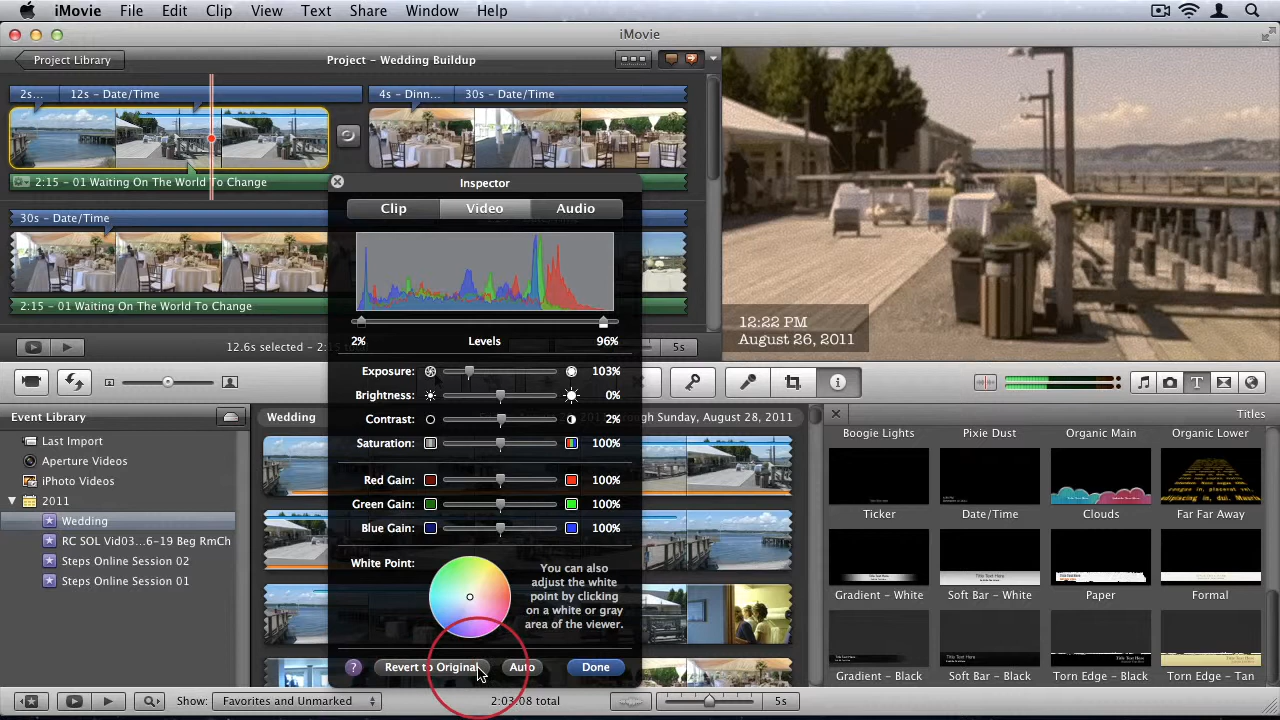 iMovie File Edit Clip View Text Share Window Help
iMovie
Project Library
Project – Wedding Buildup
2s... 12s – Date/Time
4s – Dinn... 30s – Date/Time
2:15 – 01 Waiting On The World To Change
30s – Date/Time
2:15 – 01 Waiting On The World To Change
12.6s selected – 2:15
5s
12:22 PM
August 26, 2011
Inspector
Clip Video Audio
2% Levels 96%
Exposure: 103%
Brightness: 0%
Contrast: 2%
Saturation: 100%
Red Gain: 100%
Green Gain: 100%
Blue Gain: 100%
White Point:
You can also
adjust the white
point by clicking
on a white or gray
area of the viewer.
? Revert to Original Auto Done
Event Library
Last Import
Aperture Videos
iPhoto Videos
2011
Wedding
RC SOL Vid03...6–19 Beg RmCh
Steps Online Session 02
Steps Online Session 01
Wedding
through Sunday, August 28, 2011
Titles
Boogie Lights Pixie Dust Organic Main Organic Lower
Ticker Date/Time Clouds Far Far Away
Gradient – White Soft Bar – White Paper Formal
Gradient – Black Soft Bar – Black Torn Edge – Black Torn Edge – Tan
Show: Favorites and Unmarked
2:03:08 total
5s